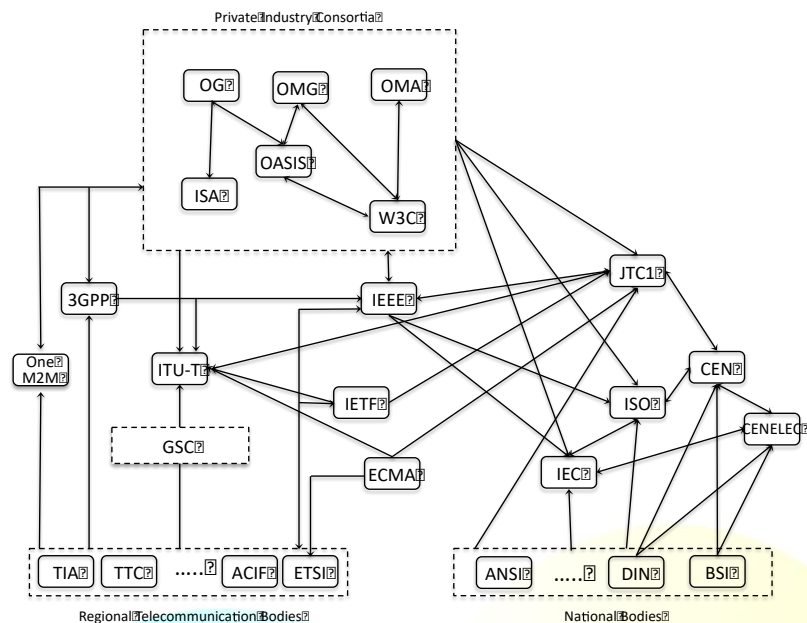 Private Industry Consortia
OG
OMG
OMA
OASIS
ISA
W3C
JTC1
3GPP
IEEE
One
M2M
ITU-T
CEN
IETF
ISO
CENELEC
GSC
ECMA
IEC
TIA
TTC
.....
ACIF
ETSI
ANSI
.....
DIN
BSI
Regional Telecommunication Bodies
National Bodies